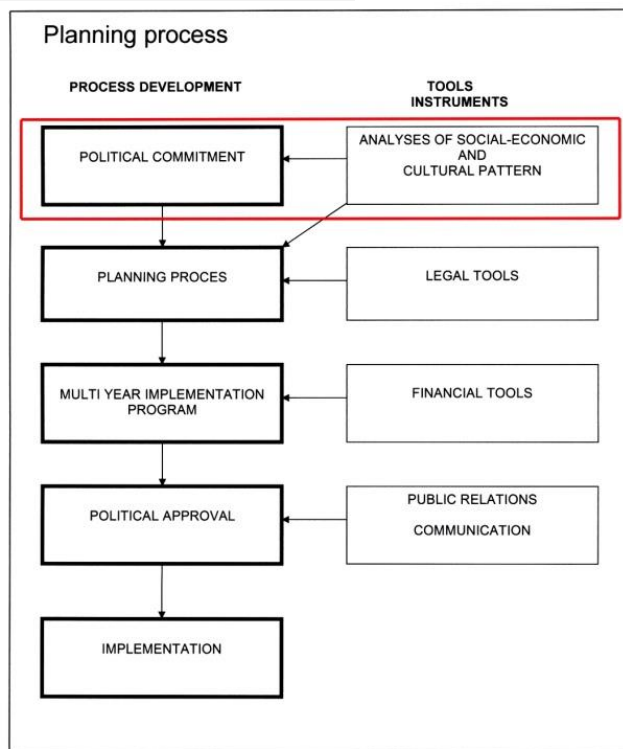 Planning process
PROCESS DEVELOPMENT
TOOLS
INSTRUMENTS
POLITICAL COMMITMENT
ANALYSES OF SOCIAL-ECONOMIC
AND
CULTURAL PATTERN
PLANNING PROCES
LEGAL TOOLS
MULTI YEAR IMPLEMENTATION
PROGRAM
FINANCIAL TOOLS
POLITICAL APPROVAL
PUBLIC RELATIONS
COMMUNICATION
IMPLEMENTATION